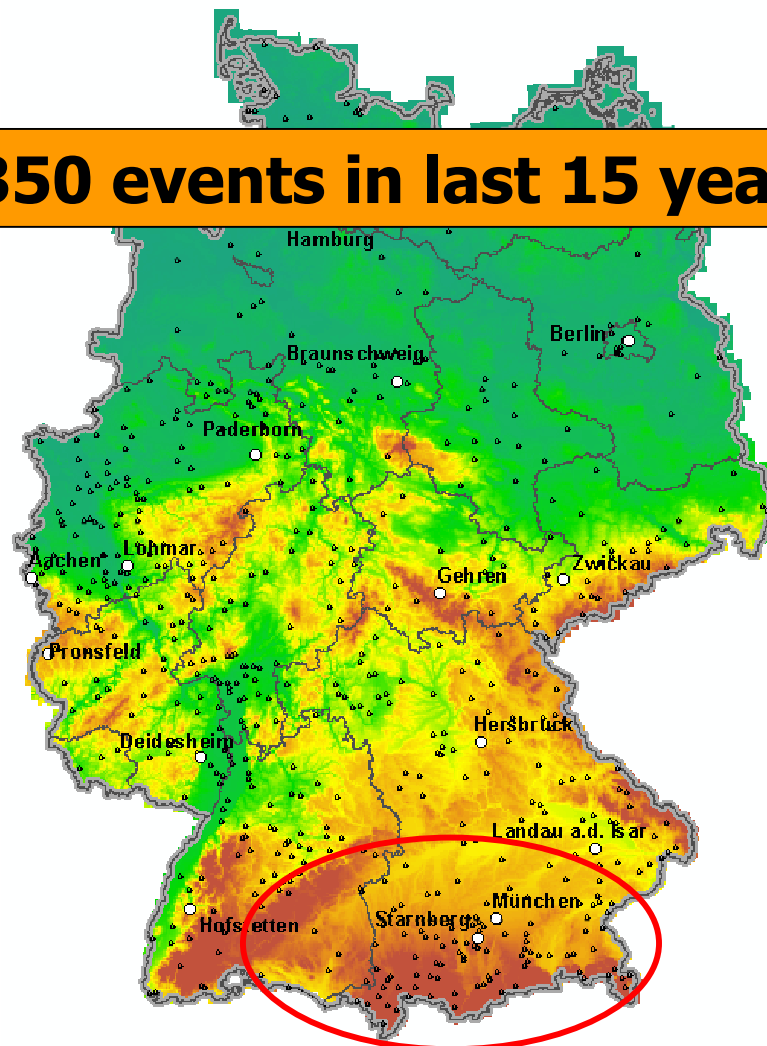 350 events in last 15 yea
Hamburg
Berlin
Braunschweig
Paderborn
Lohmar
Aachen
Zwickau
Gehren
Pronsfeld
Hersbruck
Deidesheim
Landau a.d. Isar
München
Starnberg
Hofstetten